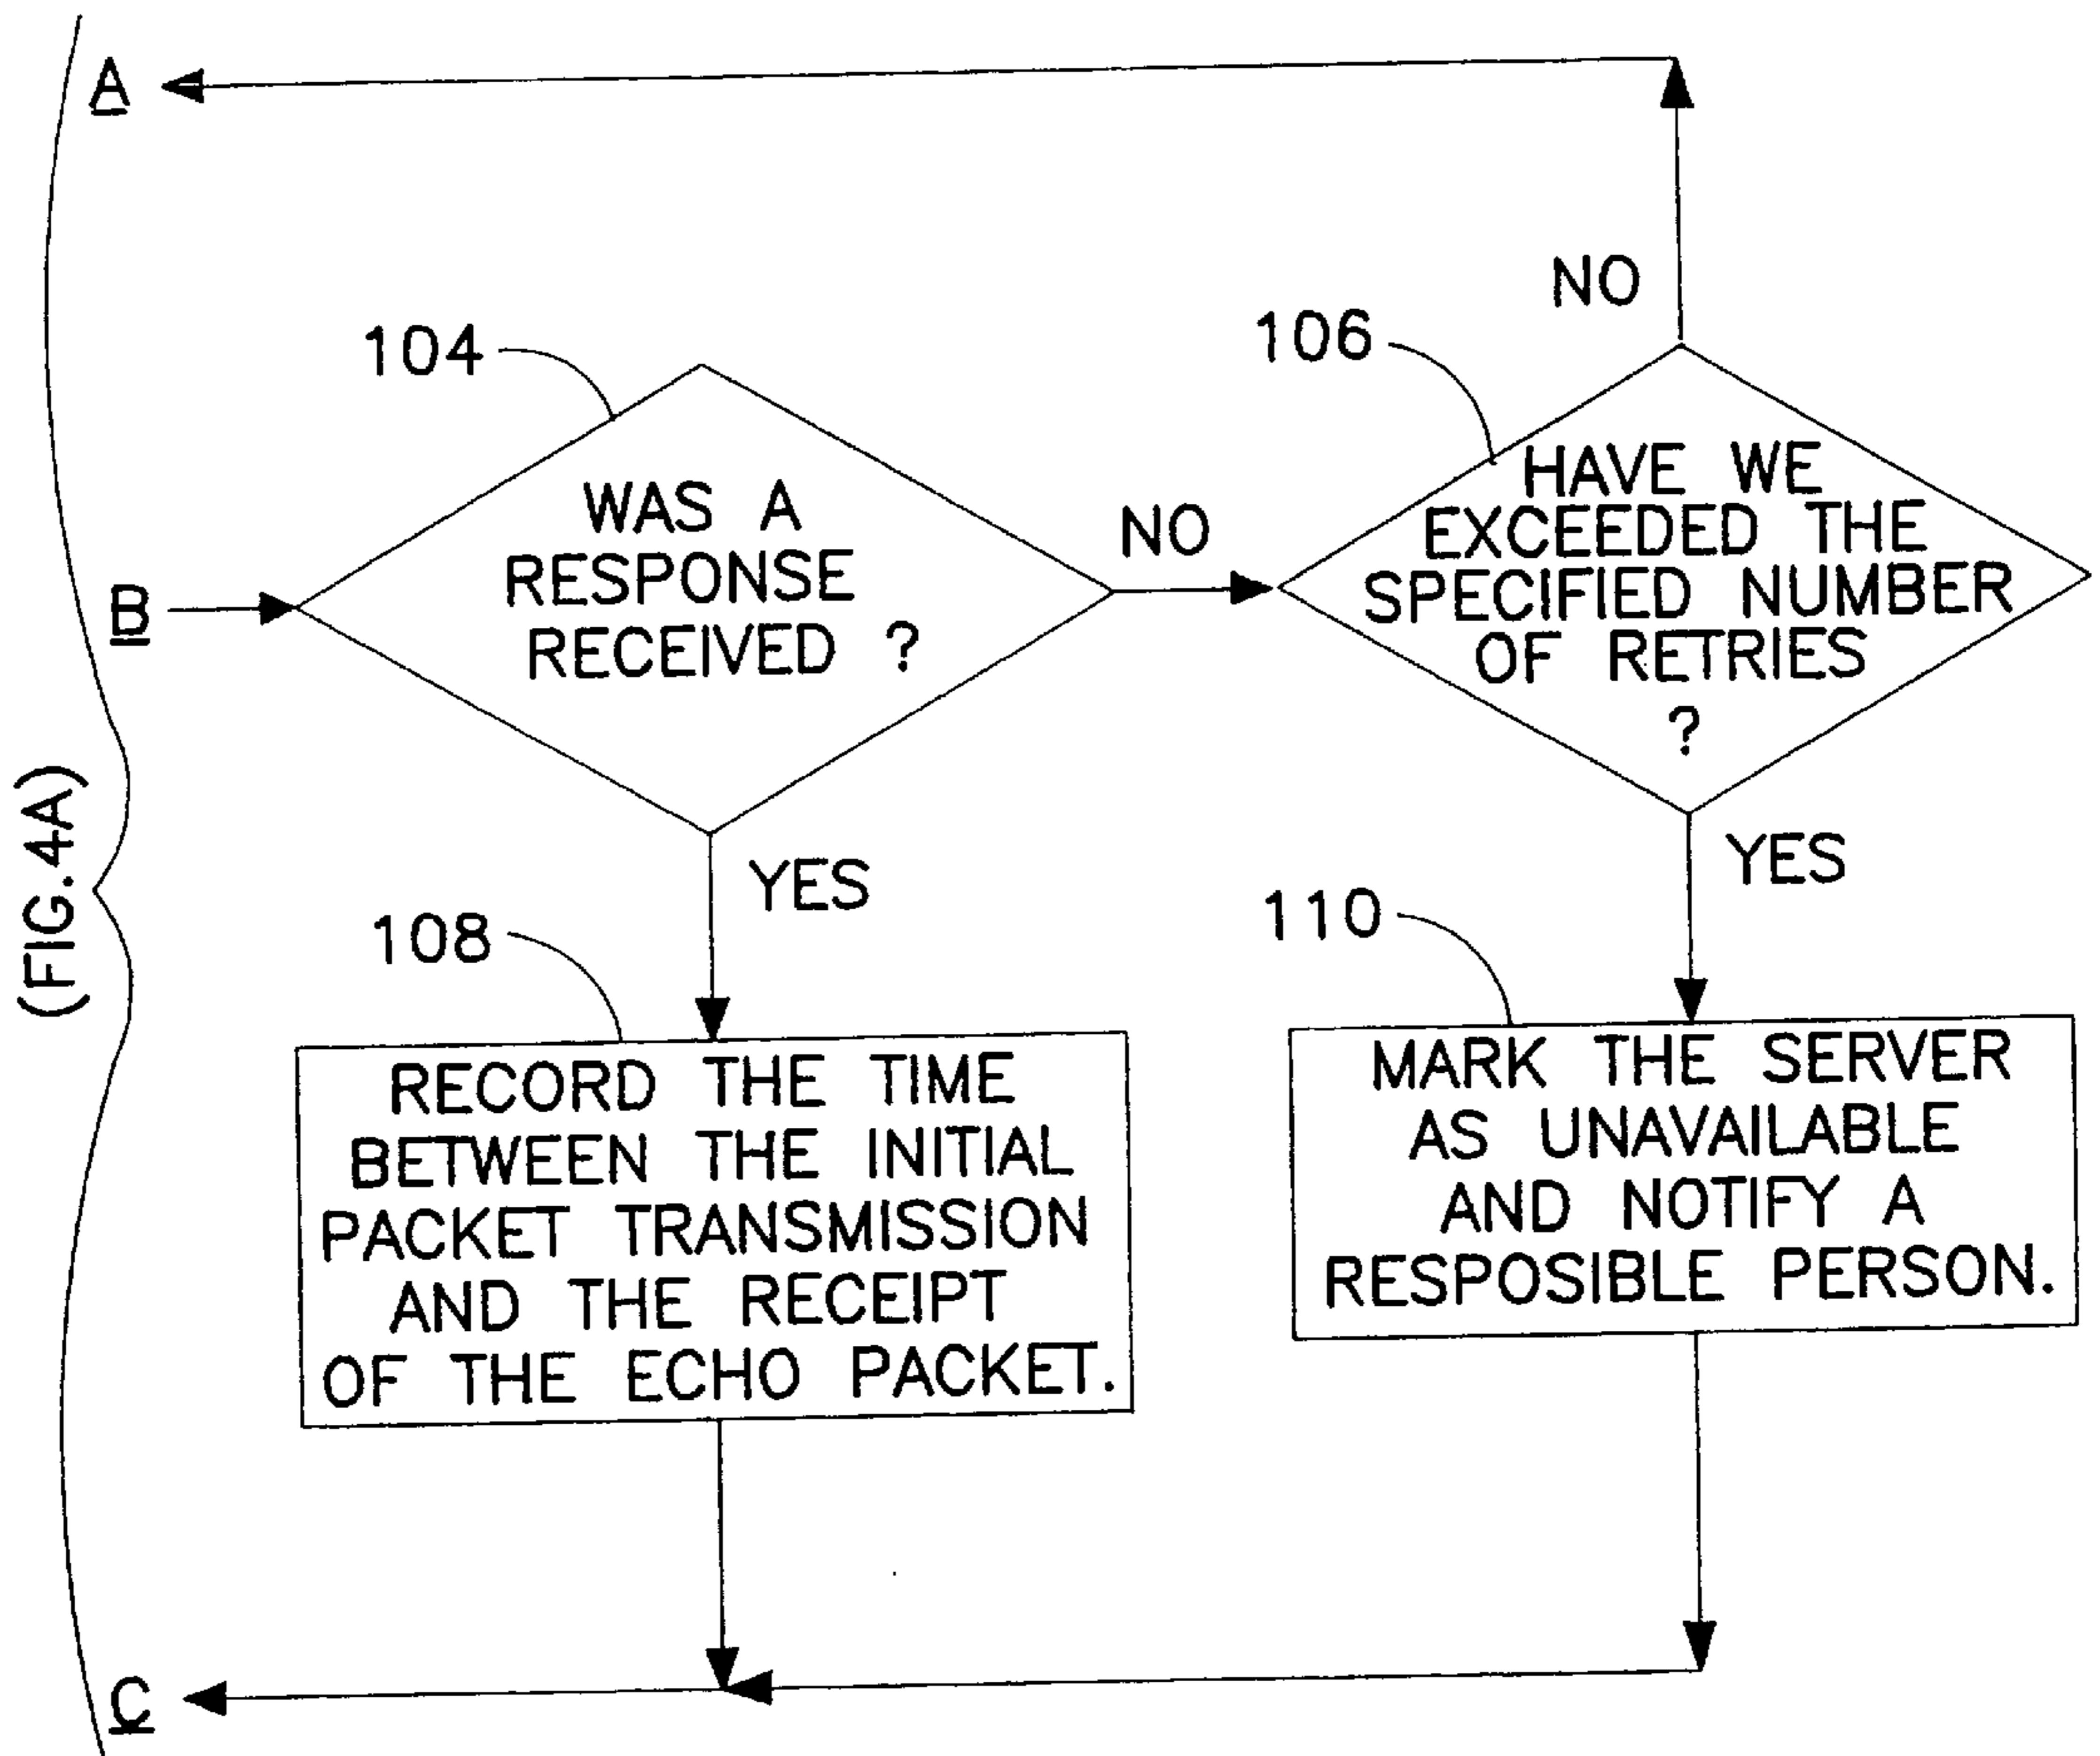 A
NO
104
106
WAS A
RESPONSE
RECEIVED ?
NO
HAVE WE
EXCEEDED THE
SPECIFIED NUMBER
OF RETRIES
?
B
(FIG.4A)
YES
YES
108
110
RECORD THE TIME
BETWEEN THE INITIAL
PACKET TRANSMISSION
AND THE RECEIPT
OF THE ECHO PACKET.
MARK THE SERVER
AS UNAVAILABLE
AND NOTIFY A
RESPOSIBLE PERSON.
C